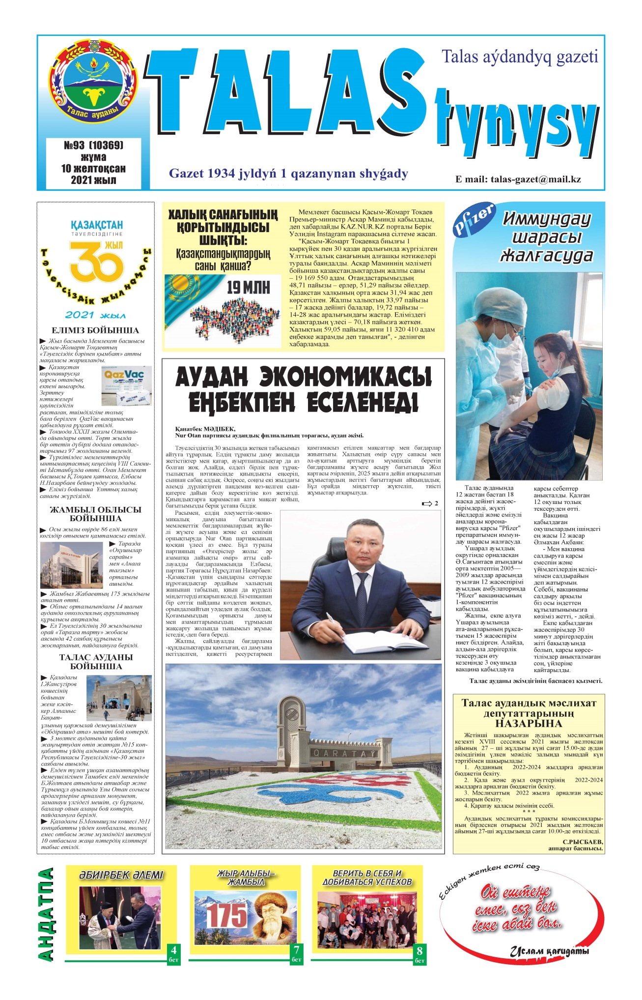 Талас ауданы
TALAS tynysy
Talas aýdandyq gazeti
№93 (10369)
жұма
10 желтоқсан
2021 жыл
Gazet 1934 jyldyń 1 qazanynan shyǵady
E mail: talas-gazet@mail.kz
ҚАЗАҚСТАН
ТӘУЕЛСІЗДІГІНЕ
30 ЖЫЛ
Тәуелсіздік жылнамасы
2021 жыл
ЕЛІМІЗ БОЙЫНША
► Жыл басында Мемлекет басшысы
Қасым-Жомарт Тоқаевтың
«Тәуелсіздік бәрінен қымбат» атты
мақаласы жарияланды.
► Қазақстан
коронавирусқа
қарсы отандық
екпені шығарды.
Зерттеу
нәтижелері
қауіпсіздігін
растаған, тиімділігіне толық
баға берілген QazVac вакцинасын
қабылдауға рұқсат етілді.
► Токиода XXXII жазғы Олимпиа-
да ойындары өтті. Төрт жылда
бір өтетін дүбірлі додаға отандас-
тарымыз 97 жолдаманы иеленді.
► Түркітілдес мемлекеттердің
ынтымақтастық кеңесінің VIII Самми-
ті Ыстанбұлда өтті. Оған Мемлекет
басшысы Қ.Тоқаев қатысса, Елбасы
Н.Назарбаев бейнеүндеу жолдады.
► Еліміз бойынша Ұлттық халық
санағы жүргізілді.
QazVac
ЖАМБЫЛ ОБЛЫСЫ
БОЙЫНША
► Осы жылы өңірде 86 елді мекен
көгілдір отынмен қамтамасыз етілді.
► Таразда
«Оқушылар
сарайы»
мен «Анаға
тағзым»
орталығы
ашылды.
► Жамбыл Жабаевтың 175 жылдығы
аталып өтті.
► Облыс орталығындағы 14 шағын
ауданда онкологиялық аурухананың
құрылысы аяқталды.
► Ел Тәуелсіздігінің 30 жылдығына
орай «Таразға тарту» жобасы
аясында 42 саябақ құрылысы
жоспарланып, пайдалануға берілді.
ТАЛАС АУДАНЫ
БОЙЫНША
► Қаладағы
І.Жансүгіров
көшесінің
бойынан
жеке кәсіп-
кер Алпамыс
Бақыт-
ұлының қаржылай демеушілігімен
«Әбдірашид ата» мешіті бой көтерді.
► 3 мөлтек ауданында қайта
жаңғыртудан өтіп жатқан №15 көп-
қабатты үйдің алдынан «Қазақстан
Республикасы Тәуелсіздігіне-30 жыл»
саябағы ашылды.
► Елден түлеп ұшқан азаматтардың
демеушілігімен Тамабек елді мекенінде
Б.Жолтаев атындағы атшабар және
Тұрымқұл ауылында Ұлы Отан соғысы
ардагерлеріне арналған монумент,
заманауи үлгідегі мешіт, су бұрқағы,
балалар ойын алаңы бой көтеріп,
пайдалануға берілді.
► Қаладағы Б.Момышұлы көшесі №11
көпқабатты үйден көпбалалы, толық
емес отбасы және мүмкіндігі шектеулі
10 отбасыға жаңа пәтердің кілттері
табыс етілді.
ХАЛЫҚ САНАҒЫНЫҢ
ҚОРЫТЫНДЫСЫ
ШЫҚТЫ:
Қазақстандықтардың
саны қанша?
19 МЛН
Мемлекет басшысы Қасым-Жомарт Тоқаев
Премьер-министр Асқар Маминді қабылдады,
деп хабарлайды KAZ.NUR.KZ порталы Берік
Уәлидің Instagram парақшасына сілтеме жасап.
"Қасым-Жомарт Тоқаевқа биылғы 1
қыркүйек пен 30 қазан аралығында жүргізілген
Ұлттық халық санағының алғашқы нәтижелері
туралы баяндалды. Асқар Маминнің мәліметі
бойынша қазақстандықтардың жалпы саны
– 19 169 550 адам. Отандастарымыздың
48,71 пайызы – ерлер, 51,29 пайызы әйелдер.
Қазақстан халқының орта жасы 31,94 жас деп
көрсетілген. Жалпы халықтың 33,97 пайызы
– 17 жасқа дейінгі балалар, 19,72 пайызы –
14-28 жас аралығындағы жастар. Еліміздегі
қазақтардың үлесі – 70,18 пайызға жеткен.
Халықтың 59,05 пайызы, яғни 11 320 410 адам
еңбекке жарамды деп танылған", - делінген
хабарламада.
АУДАН ЭКОНОМИКАСЫ
ЕҢБЕКПЕН ЕСЕЛЕНЕДІ
Қанатбек МӘДІБЕК,
Nur Otan партиясы аудандық филиалының төрағасы, аудан әкімі.
Тәуелсіздіктің 30 жылында жеткен табысымыз
айтуға тұрарлық. Елдің тұрақты даму жолында
жетістіктер мен қатар, ауыртпашылықтар да аз
болған жоқ. Алайда, елдегі бірлік пен тұрақ-
тылықтың нәтижесінде қиындықты еңсеріп,
сыннан сабақ алдық. Әсіресе, соңғы екі жылдағы
әлемді дүрліктірген пандемия кез-келген сын-
қатерге дайын болу керектігіне көз жеткізді.
Қиындықтарға қарамастан алға мақсат қойып,
бағытымызды берік ұстана білдік.
Расымен, елдің әлеуметтік-эконо-
микалық дамуына бағытталған
мемлекеттік бағдарламалардың жүйе-
лі жүзеге асуына және ел сенімін
орнықтыруда Nur Otan партиясының
қосқан үлесі аз емес. Бұл туралы
партияның «Өзгерістер жолы: әр
азаматқа лайықты өмір» атты сай-
лауалды бағдарламасында Елбасы,
партия Төрағасы Нұрсұлтан Назарбаев:
-Қазақстан үшін сындарлы сәттерде
нұротандықтар әрдайым халықтың
жанынан табылып, қиын да күрделі
міндеттерді атқарып келеді. Біз ешқашан
бір сәттік пайданы көздеген жоқпыз,
орындалмайтын уәдеден аулақ болдық.
Қоғамымыздың орнықты дамуы
мен азаматтарымыздың тұрмысын
жақсарту жолында тынымсыз жұмыс
істедік,-деп баға береді.
Жалпы, сайлауалды бағдарлама
-құндылықтарды қамтыған, ел дамуына
негізделген, қажетті ресурстармен
қамтамасыз етілген мақсаттар мен бағдарлар
жиынтығы. Халықтың өмір сүру сапасы мен
әл-ауқатын арттыруға мүмкіндік беретін
бағдарламаны жүзеге асыру бағытында Жол
картасы әзірленіп, 2025 жылға дейін атқарылатын
жұмыстардың негізгі бағыттарын айқындадық.
Бұл орайда міндеттер жүктеліп, тиісті
жұмыстар атқарылуда.
⇨ 2
QARATAÝ
Pfizer
Иммундау
шарасы
жалғасуда
Талас ауданында
12 жастан бастап 18
жасқа дейінгі жасөс-
пірімдерді, жүкті
әйелдерді және емізулі
аналарды корона-
вирусқа қарсы "Pfizer"
препаратымен иммун-
дау шарасы жалғасуда.
Үшарал ауылдық
округінде орналасқан
Ә.Сағынтаев атындағы
орта мектептің 2005—
2009 жылдар арасында
туылған 12 жасөспірімі
ауылдық амбулаторияда
"Pfizer" вакцинасының
1-компонентін
қабылдады.
Жалпы, екпе алуға
Үшарал ауылында
ата-аналарының рұқса-
тымен 15 жасөспірім
ниет білдірген. Алайда,
алдын-ала дәрігерлік
тексеруден өту
кезеңінде 3 оқушыда
вакцина қабылдауға
қарсы себептер
анықталды. Қалған
12 оқушы толық
тексеруден өтті.
Вакцина
қабылдаған
оқушылардың ішіндегі
ең жасы 12 жасар
Әлмахан Ақбаян:
- Мен вакцина
салдыруға қарсы
емеспін және
үйімдегілердің келісі-
мімен салдырайын
деп жатырмын.
Себебі, вакцинаны
салдыру арқылы
біз осы індеттен
құтылатынымызға
көзіміз жетті, - дейді.
Екпе қабылдаған
жасөспірімдер 30
минут дәрігерлердің
жіті бақылауында
болып, қарсы көрсе-
тілімдер анықталмаған
соң, үйлеріне
қайтарылды.
Талас ауданы әкімдігінің баспасөз қызметі.
Талас аудандық мәслихат
депутаттарының
НАЗАРЫНА
Жетінші шақырылған аудандық мәслихаттың
кезекті XVIII сессиясы 2021 жылғы желтоқсан
айының 27 – ші жұлдызы күні сағат 15.00-де аудан
әкімдігінің үлкен мәжіліс залында мынадай күн
тәртібімен шақырылады:
1. Ауданның 2022-2024 жылдарға арналған
бюджетін бекіту.
2. Қала және ауыл округтерінің 2022-2024
жылдарға арналған бюджетін бекіту.
3. Мәслихаттың 2022 жылға арналған жұмыс
жоспарын бекіту.
4. Қаратау қаласы әкімінің есебі.
* * *
Аудандық мәслихаттың тұрақты комиссиялары-
ның бірлескен отырысы 2021 жылдың желтоқсан
айының 27-ші жұлдызында сағат 10.00-де өткізіледі.
С.РЫСБАЕВ,
аппарат басшысы.
АНДАТПА
ӘБИІРБЕК ӘЛЕМІ
4
бет
ЖЫР АЛЫБЫ–
ЖАМБЫЛ
175
7
бет
ВЕРИТЬ В СЕБЯ И
ДОБИВАТЬСЯ УСПЕХОВ
8
бет
Ескіден жеткен есті сөз
Ой ештеңе
емес, сөз бен
іске абай бол.
Ислам қағидаты